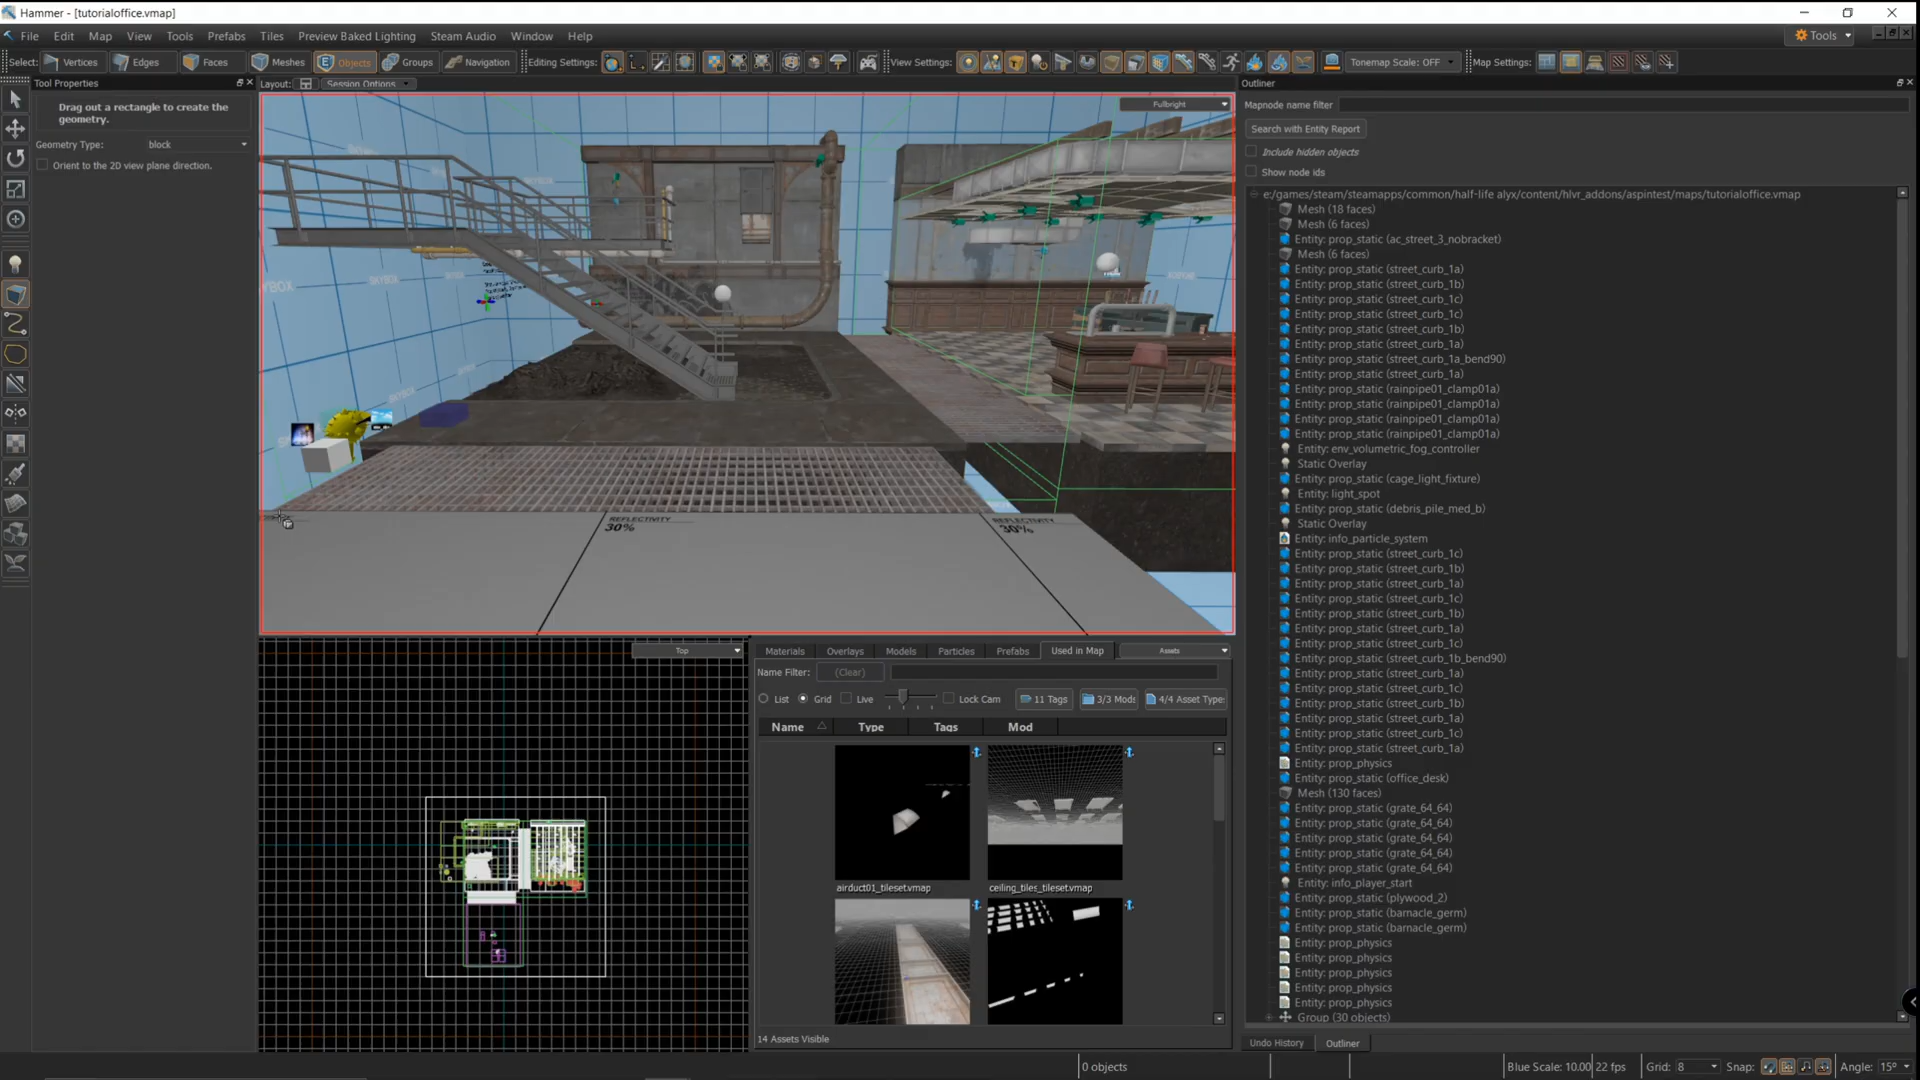 Hammer - [tutorialoffice.vmap]
File Edit Map View Tools Prefabs Tiles Preview Baked Lighting Steam Audio Window Help
Tools
Select: Vertices Edges Faces Meshes Objects Groups Navigation Editing Settings: View Settings: Tonemap Scale: OFF Map Settings:
Tool Properties
Layout: Session Options
Outliner
Drag out a rectangle to create the geometry.
Geometry Type: block
Orient to the 2D view plane direction.
Fullbright
REFLECTIVITY
30%
REFLECTIVITY
30%
Mapnode name filter
Search with Entity Report
Include hidden objects
Show node ids
e:/games/steam/steamapps/common/half-life alyx/content/hlvr_addons/aspintest/maps/tutorialoffice.vmap
Mesh (18 faces)
Mesh (6 faces)
Entity: prop_static (ac_street_3_nobracket)
Mesh (6 faces)
Entity: prop_static (street_curb_1a)
Entity: prop_static (street_curb_1b)
Entity: prop_static (street_curb_1c)
Entity: prop_static (street_curb_1c)
Entity: prop_static (street_curb_1b)
Entity: prop_static (street_curb_1a)
Entity: prop_static (street_curb_1a_bend90)
Entity: prop_static (street_curb_1a)
Entity: prop_static (rainpipe01_clamp01a)
Entity: prop_static (rainpipe01_clamp01a)
Entity: prop_static (rainpipe01_clamp01a)
Entity: prop_static (rainpipe01_clamp01a)
Entity: env_volumetric_fog_controller
Static Overlay
Entity: prop_static (cage_light_fixture)
Entity: light_spot
Entity: prop_static (debris_pile_med_b)
Static Overlay
Entity: info_particle_system
Entity: prop_static (street_curb_1c)
Entity: prop_static (street_curb_1b)
Entity: prop_static (street_curb_1a)
Entity: prop_static (street_curb_1c)
Entity: prop_static (street_curb_1b)
Entity: prop_static (street_curb_1a)
Entity: prop_static (street_curb_1c)
Entity: prop_static (street_curb_1b_bend90)
Entity: prop_static (street_curb_1a)
Entity: prop_static (street_curb_1c)
Entity: prop_static (street_curb_1b)
Entity: prop_static (street_curb_1a)
Entity: prop_static (street_curb_1c)
Entity: prop_static (street_curb_1a)
Entity: prop_physics
Entity: prop_static (office_desk)
Mesh (130 faces)
Entity: prop_static (grate_64_64)
Entity: prop_static (grate_64_64)
Entity: prop_static (grate_64_64)
Entity: prop_static (grate_64_64)
Entity: prop_static (grate_64_64)
Entity: info_player_start
Entity: prop_static (plywood_2)
Entity: prop_static (barnacle_germ)
Entity: prop_static (barnacle_germ)
Entity: prop_physics
Entity: prop_physics
Entity: prop_physics
Entity: prop_physics
Entity: prop_physics
Group (30 objects)
Undo History Outliner
Top
Materials Overlays Models Particles Prefabs Used in Map Assets
Name Filter: (Clear)
List Grid Live Lock Cam 11 Tags 3/3 Mods 4/4 Asset Type:
Name Type Tags Mod
airduct01_tileset.vmap
ceiling_tiles_tileset.vmap
14 Assets Visible
0 objects Blue Scale: 10.00 22 fps Grid: 8 Snap: Angle: 15°